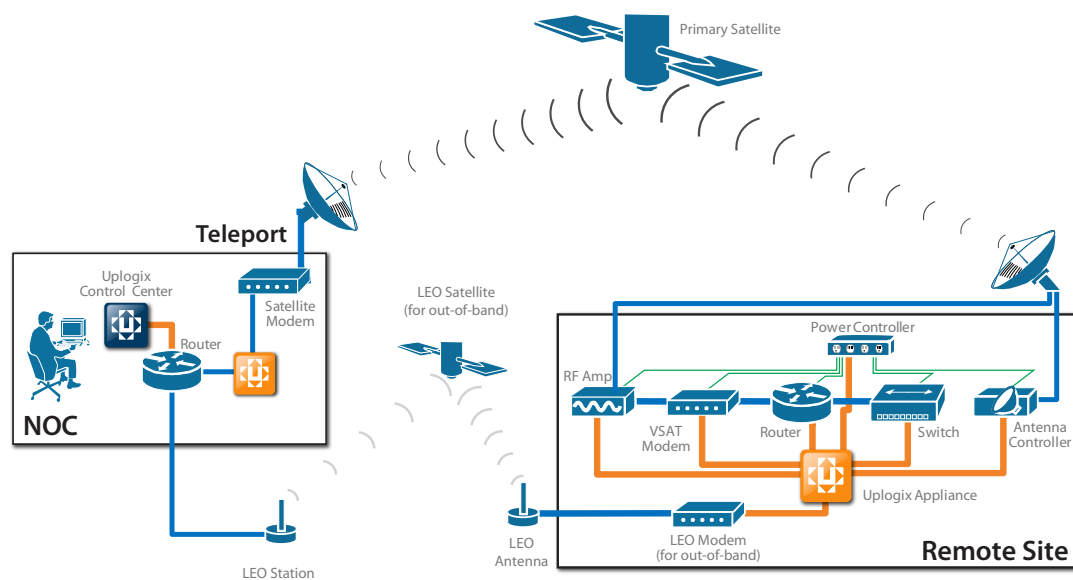 Primary Satellite
Teleport
Uplogix
Control Center
Satellite
Modem
Router
NOC
LEO Station
LEO Satellite
(for out-of-band)
LEO
Antenna
Power Controller
RF Amp
VSAT
Modem
Router
Switch
Antenna
Controller
Uplogix Appliance
LEO Modem
(for out-of-band)
Remote Site